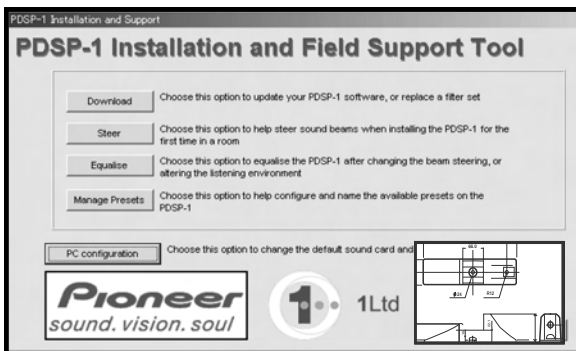 PDSP-1 Installation and Support
PDSP-1 Installation and Field Support Tool
Download
Choose this option to update your PDSP-1 software, or replace a filter set
Steer
Choose this option to help steer sound beams when installing the PDSP-1 for the
first time in a room
Equalise
Choose this option to equalise the PDSP-1 after changing the beam steering, or
altering the listening environment
Manage Presets
Choose this option to help configure and name the available presets on the
PDSP-1
PC configuration
Choose this option to change the default sound card and
Pioneer
sound. vision. soul
1
1Ltd